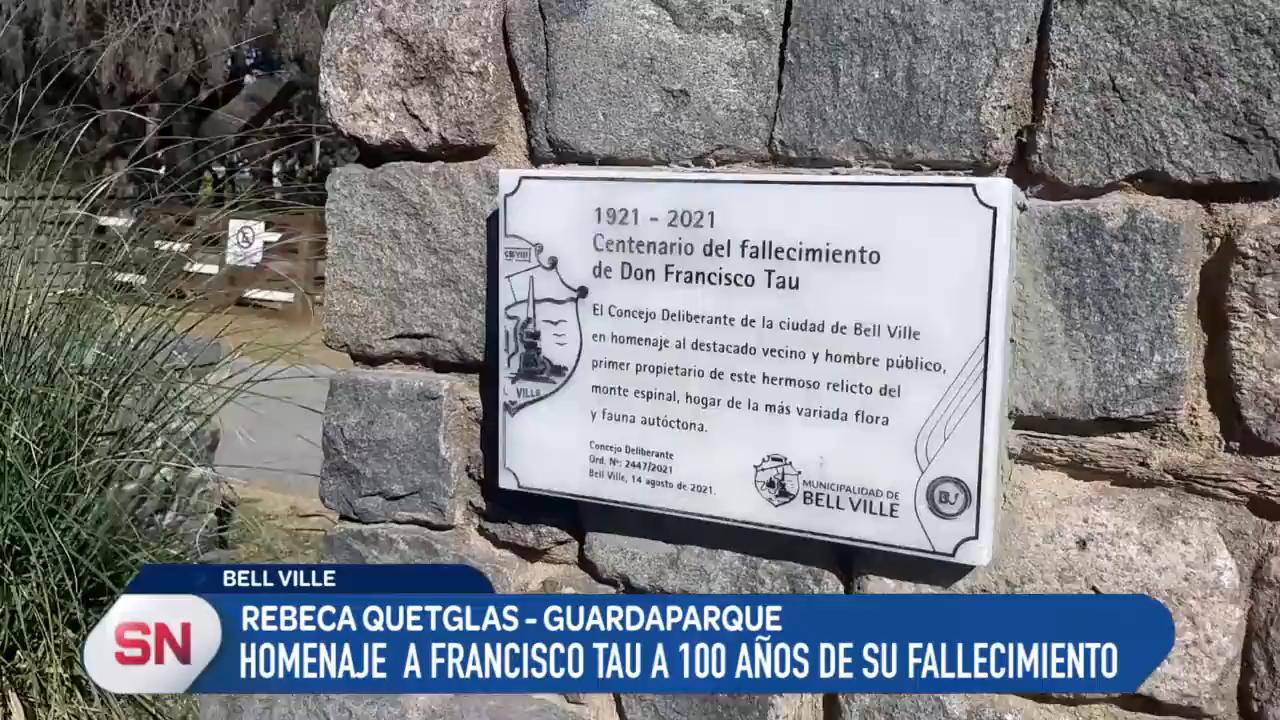 1921 - 2021
Centenario del fallecimiento
de Don Francisco Tau
El Concejo Deliberante de la ciudad de Bell Ville
en homenaje al destacado vecino y hombre público,
primer propietario de este hermoso relicto del
monte espinal, hogar de la más variada flora
y fauna autóctona.
Concejo Deliberante
Ord. Nº: 2447/2021
Bell Ville, 14 agosto de 2021.
VILLE
MUNICIPALIDAD DE
BELL VILLE
BV
BELL VILLE
SN
REBECA QUETGLAS - GUARDAPARQUE
HOMENAJE A FRANCISCO TAU A 100 AÑOS DE SU FALLECIMIENTO